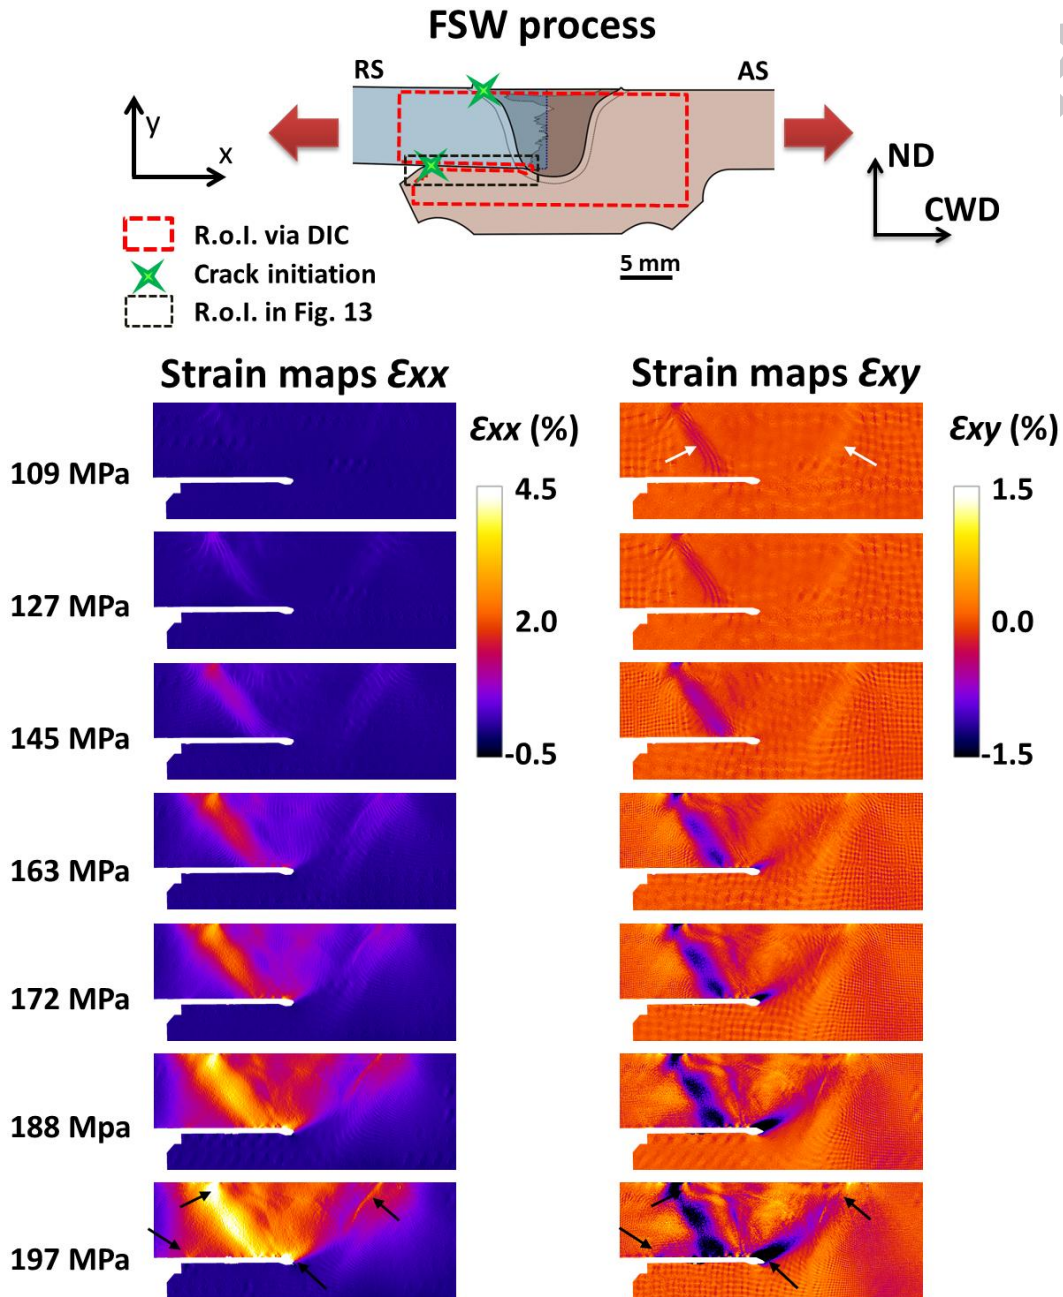 FSW process
RS
AS
y
x
ND
CWD
R.o.I. via DIC
Crack initiation
R.o.I. in Fig. 13
5 mm
Strain maps Ɛxx
Strain maps Ɛxy
Ɛxx (%)
4.5
2.0
-0.5
Ɛxy (%)
1.5
0.0
-1.5
109 MPa
127 MPa
145 MPa
163 MPa
172 MPa
188 Mpa
197 MPa